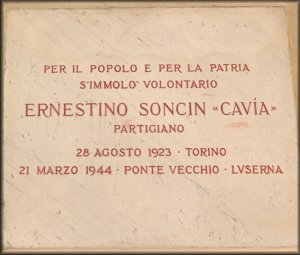 PER IL POPOLO E PER LA PATRIA
S'IMMOLO' VOLONTARIO
ERNESTINO SONCIN «CAVÍA»
PARTIGIANO
28 AGOSTO 1923 · TORINO
21 MARZO 1944 · PONTE VECCHIO · LVSERNA